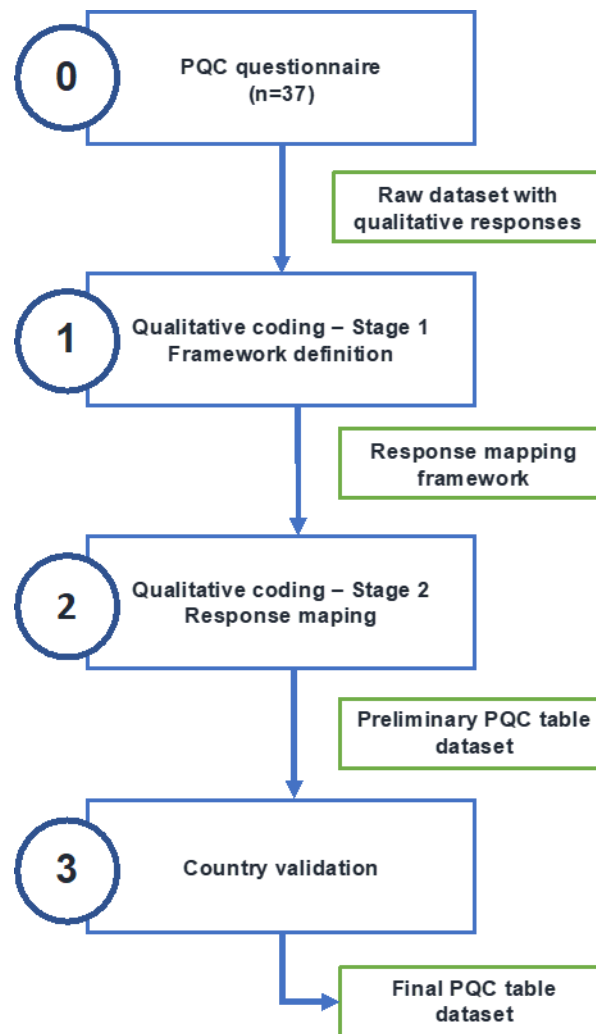 0
PQC questionnaire
(n=37)
Raw dataset with
qualitative responses
1
Qualitative coding – Stage 1
Framework definition
Response mapping
framework
2
Qualitative coding – Stage 2
Response maping
Preliminary PQC table
dataset
3
Country validation
Final PQC table
dataset